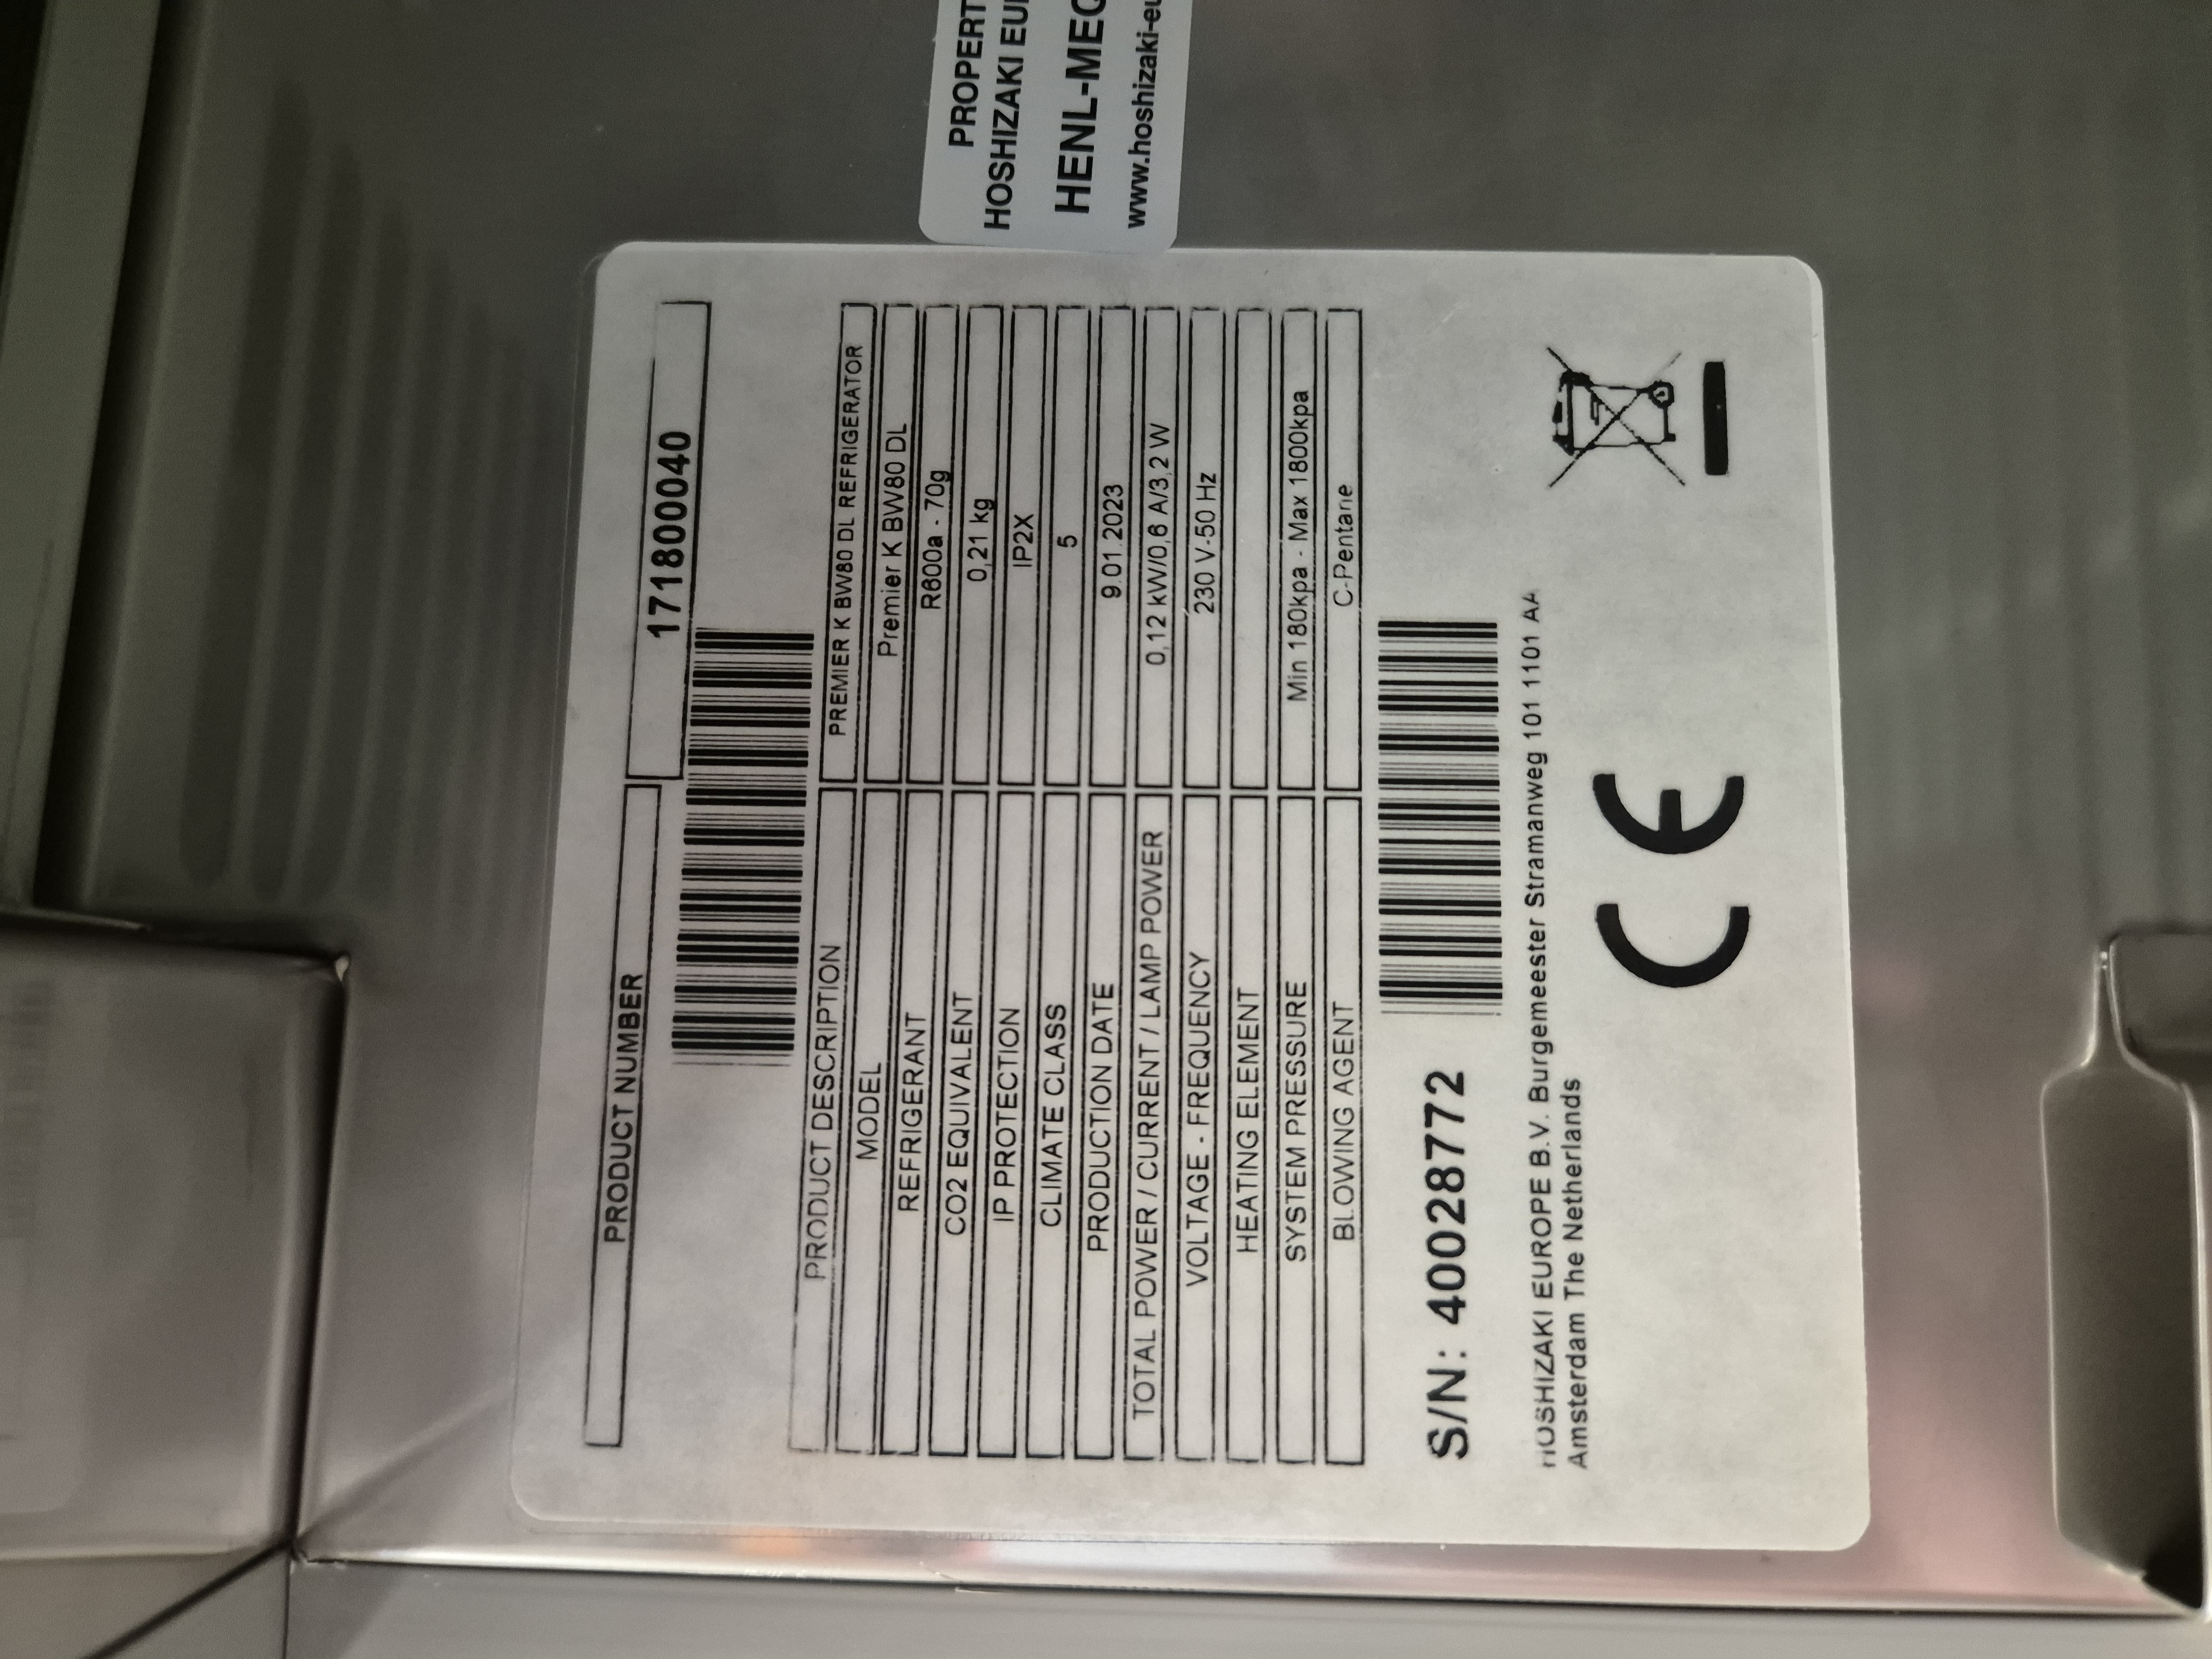 PRODUCT NUMBER 171800040
PRODUCT DESCRIPTION PREMIER K BW80 DL REFRIGERATOR
MODEL Premier K BW80 DL
REFRIGERANT R600a - 70g
CO2 EQUIVALENT 0,21 kg
IP PROTECTION IP2X
CLIMATE CLASS 5
PRODUCTION DATE 9.01.2023
TOTAL POWER / CURRENT / LAMP POWER 0,12 kW/0,6 A/3,2 W
VOLTAGE - FREQUENCY 230 V-50 Hz
HEATING ELEMENT
SYSTEM PRESSURE Min 180kpa - Max 1800kpa
BLOWING AGENT C-Pentane
S/N: 40028772
HOSHIZAKI EUROPE B.V. Burgemeester Stramanweg 101 1101 AA
Amsterdam The Netherlands
CE
PROPERT
HOSHIZAKI EU
HENL-MEC
www.hoshizaki-eu